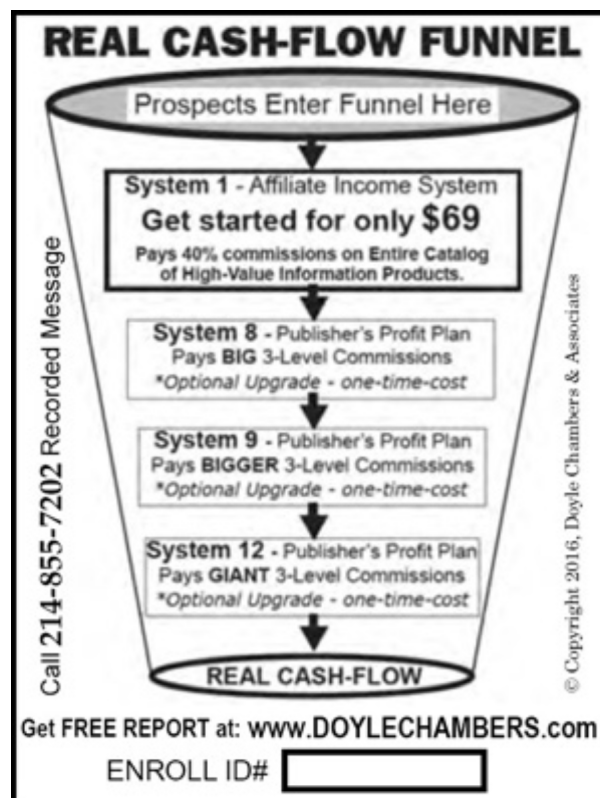 REAL CASH-FLOW FUNNEL
Prospects Enter Funnel Here
System 1 - Affiliate Income System
Get started for only $69
Pays 40% commissions on Entire Catalog
of High-Value Information Products.
System 8 - Publisher's Profit Plan
Pays BIG 3-Level Commissions
*Optional Upgrade - one-time-cost
System 9 - Publisher's Profit Plan
Pays BIGGER 3-Level Commissions
*Optional Upgrade - one-time-cost
System 12 - Publisher's Profit Plan
Pays GIANT 3-Level Commissions
*Optional Upgrade - one-time-cost
REAL CASH-FLOW
Call 214-855-7202 Recorded Message
© Copyright 2016, Doyle Chambers & Associates
Get FREE REPORT at: www.DOYLECHAMBERS.com
ENROLL ID#